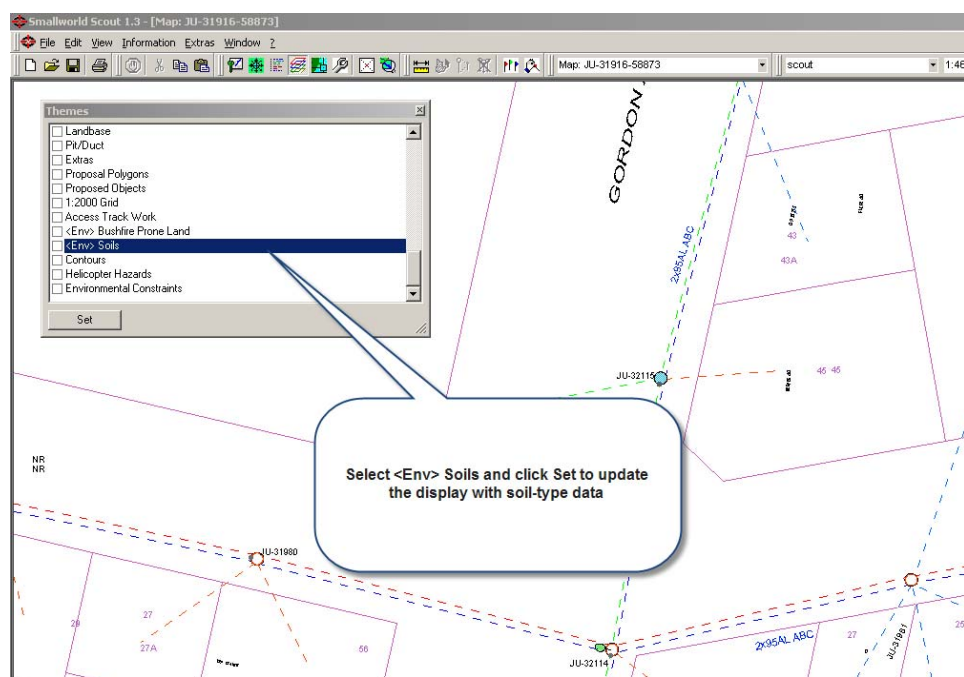 Smallworld Scout 1.3 - [Map: JU-31916-58873]
File Edit View Information Extras Window ?
Map: JU-31916-58873 scout 1:46
Themes
Landbase
Pit/Duct
Extras
Proposal Polygons
Proposed Objects
1:2000 Grid
Access Track Work
<Env> Bushfire Prone Land
<Env> Soils
Contours
Helicopter Hazards
Environmental Constraints
Set
GORDON
2x95AL ABC
43
43A
JU-32115
45 45
Select <Env> Soils and click Set to update
the display with soil-type data
NR
NR
JU-31980
27
29
27A
66
JU-32114
2x95AL ABC
27
JU-31981
25